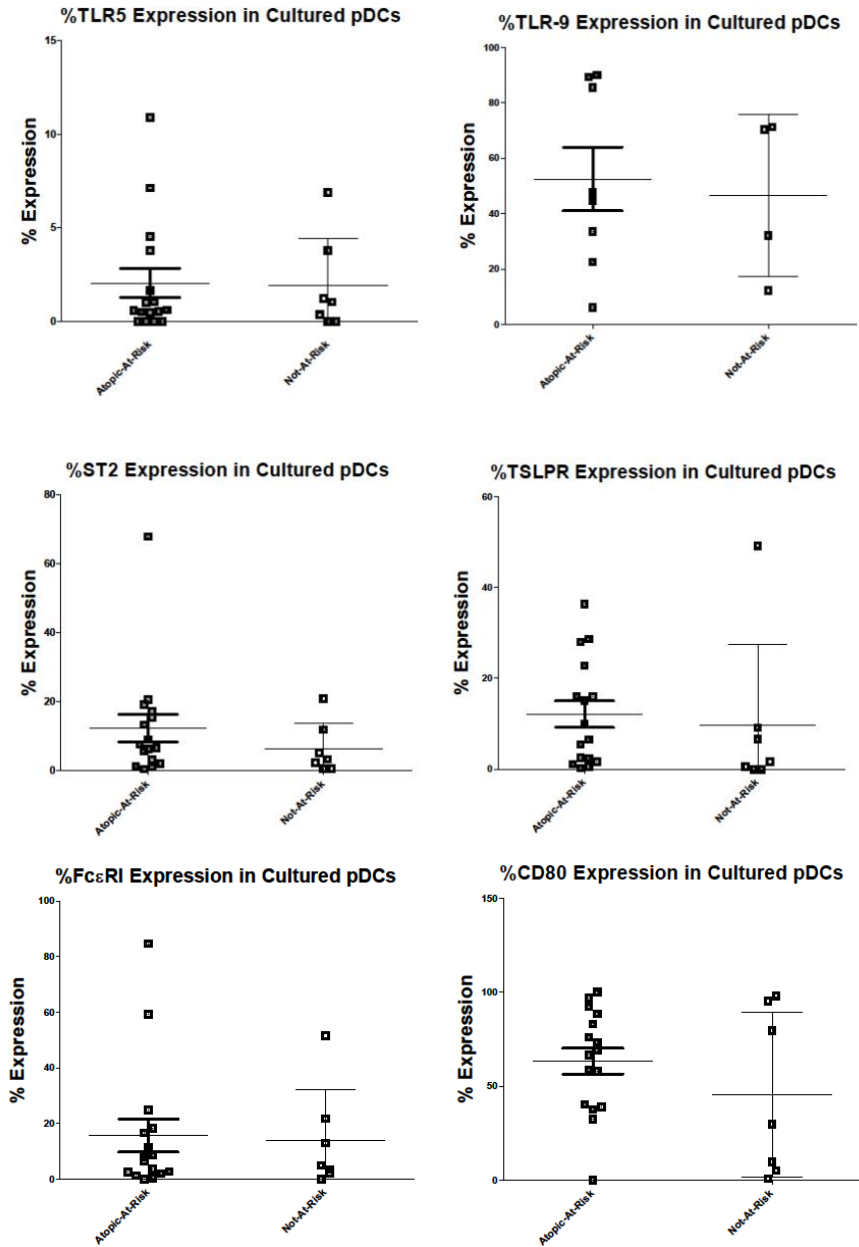 %TLR5 Expression in Cultured pDCs
15
10
5
0
% Expression
Atopic-At-Risk
Not-At-Risk
%TLR-9 Expression in Cultured pDCs
100
80
60
40
20
0
% Expression
Atopic-At-Risk
Not-At-Risk
%ST2 Expression in Cultured pDCs
80
60
40
20
0
% Expression
Atopic-At-Risk
Not-At-Risk
%TSLPR Expression in Cultured pDCs
60
40
20
0
% Expression
Atopic-At-Risk
Not-At-Risk
%FcεRI Expression in Cultured pDCs
100
80
60
40
20
0
% Expression
Atopic-At-Risk
Not-At-Risk
%CD80 Expression in Cultured pDCs
150
100
50
0
% Expression
Atopic-At-Risk
Not-At-Risk